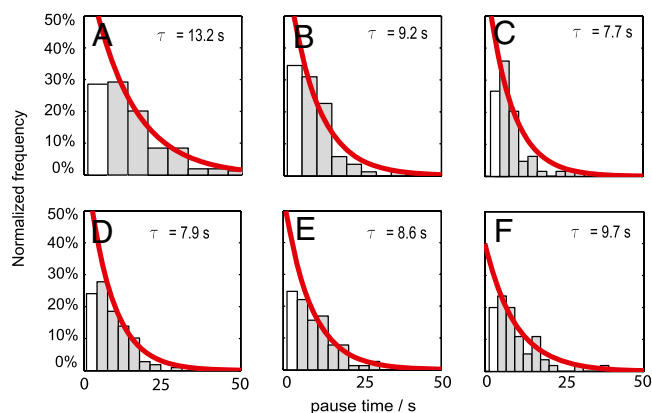 50%
40%
30%
20%
10%
0%
A
τ = 13.2 s
B
τ = 9.2 s
C
τ = 7.7 s
Normalized frequency
50%
40%
30%
20%
10%
0%
D
τ = 7.9 s
E
τ = 8.6 s
F
τ = 9.7 s
0 25 50
0 25 50
0 25 50
pause time / s